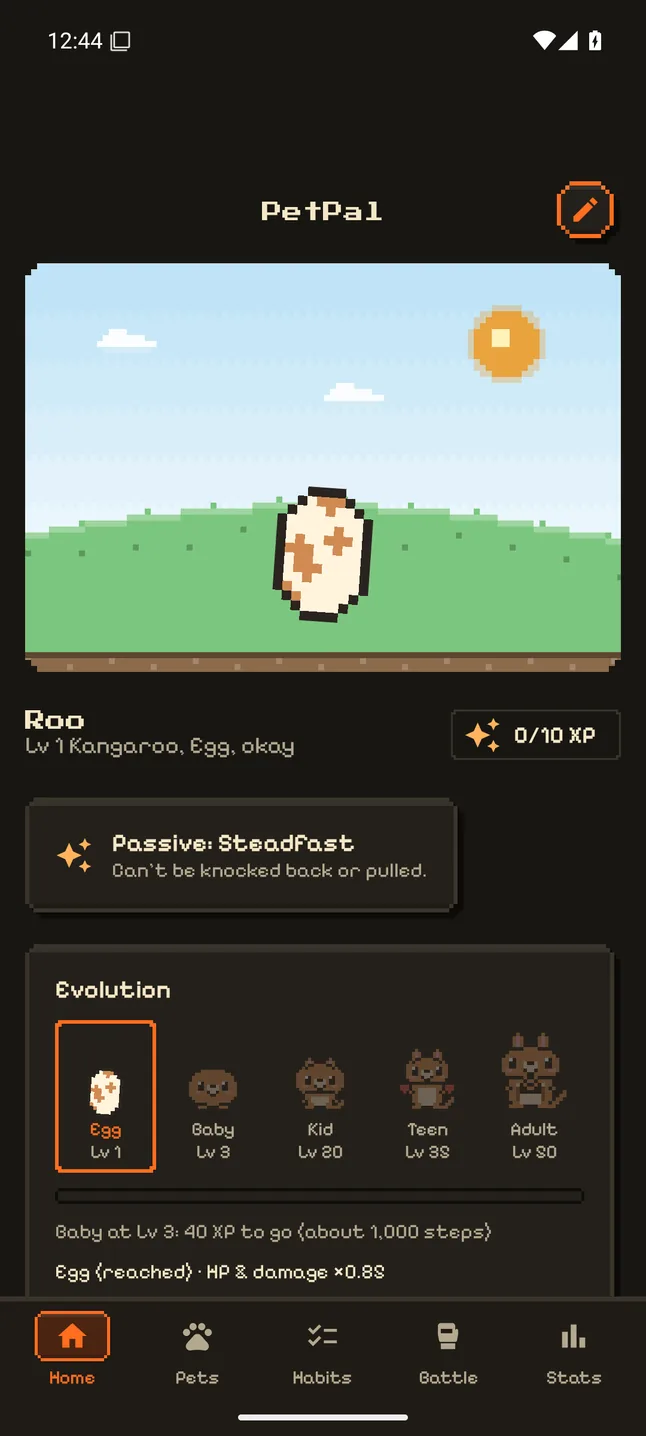 12:44
PetPal
Roo
Lv 1 Kangaroo, Egg, okay
0/10 XP
Passive: Steadfast
Can't be knocked back or pulled.
Evolution
Egg
Lv 1
Baby
Lv 3
Kid
Lv 20
Teen
Lv 35
Adult
Lv 50
Baby at Lv 3: 40 XP to go (about 1,000 steps)
Egg (reached) · HP & damage ×0.85
Home
Pets
Habits
Battle
Stats